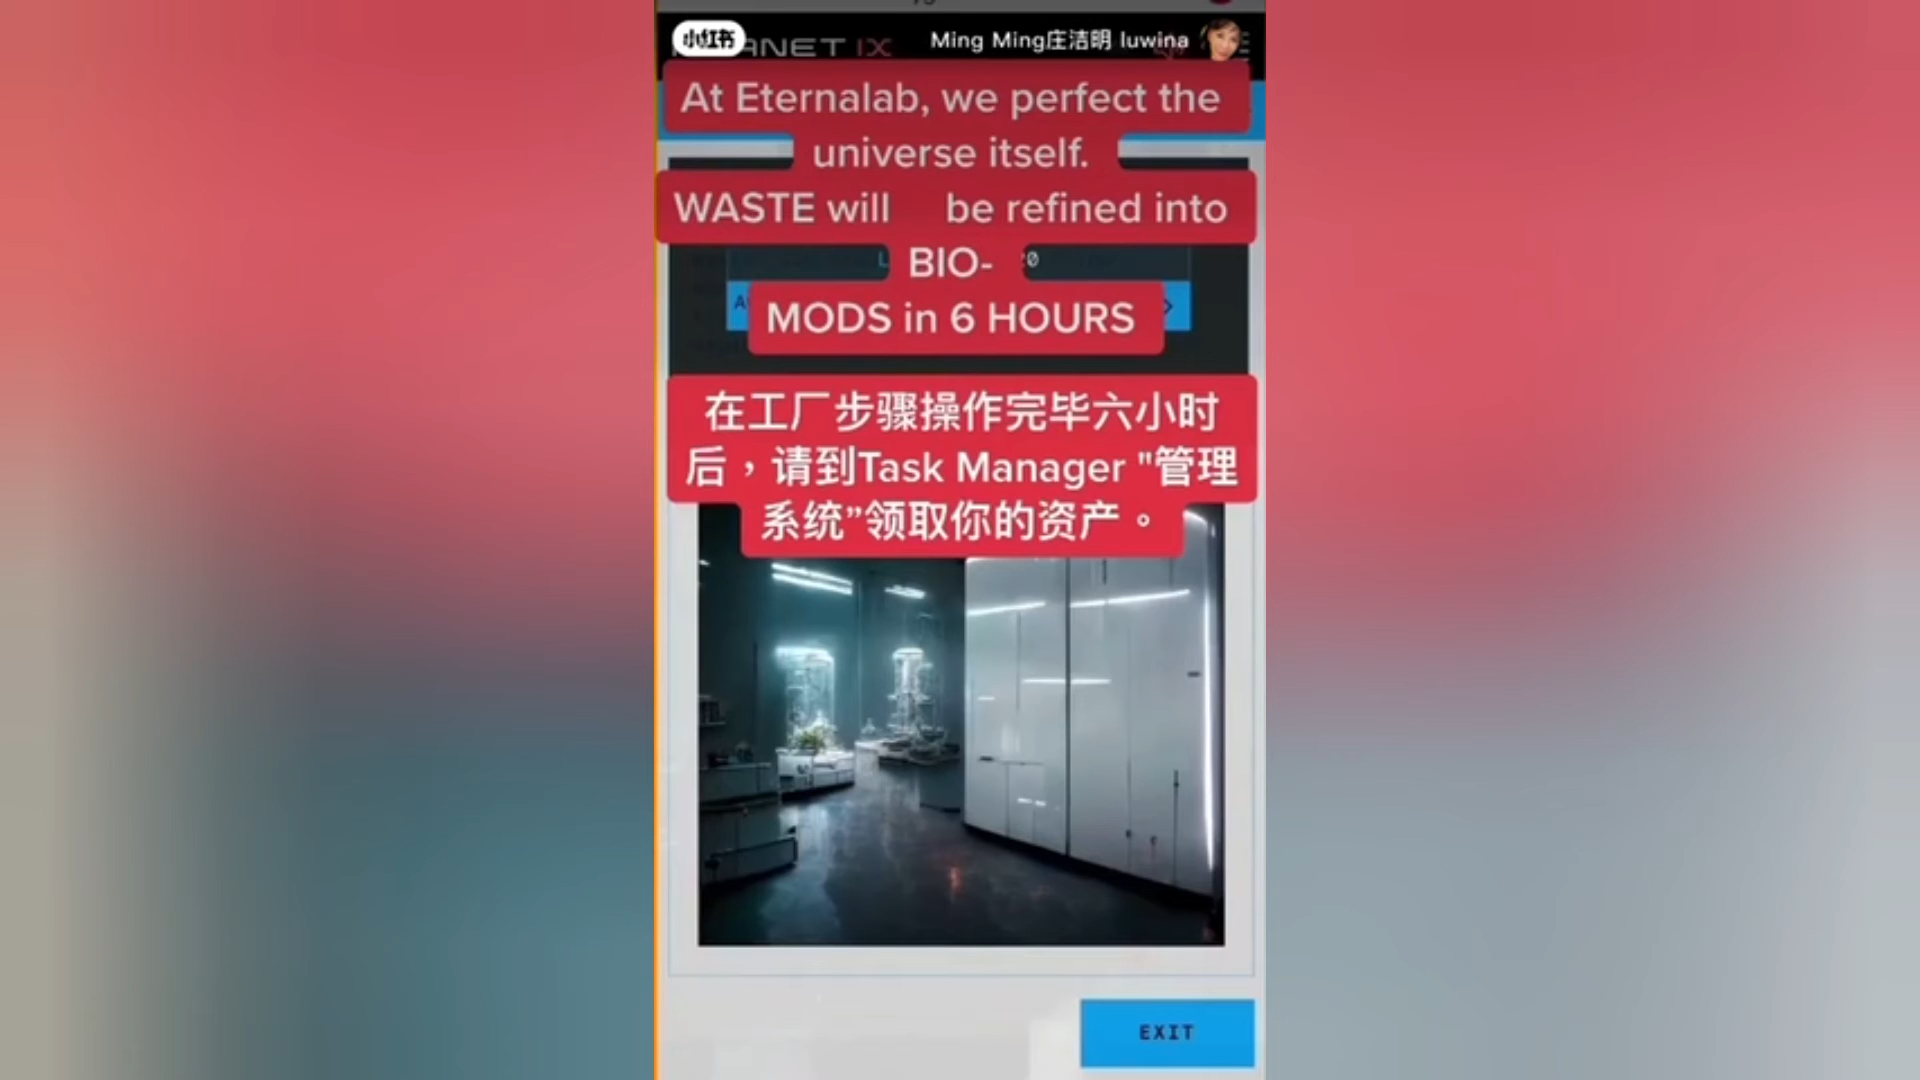 小红书
ANET IX
Ming Ming庄洁明 luwina
At Eternalab, we perfect the
universe itself.
WASTE will be refined into
BIO-
MODS in 6 HOURS
在工厂步骤操作完毕六小时
后，请到Task Manager "管理
系统”领取你的资产。
EXIT